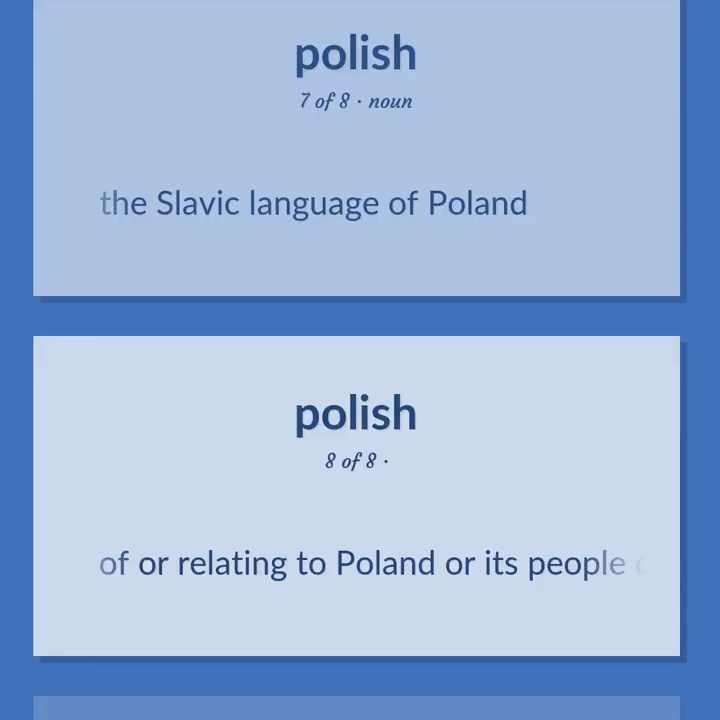 polish
7 of 8 · noun
the Slavic language of Poland
polish
8 of 8 ·
of or relating to Poland or its people